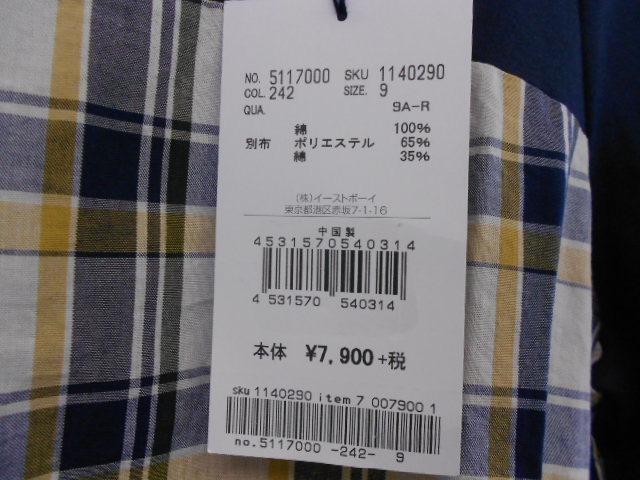 NO. 5117000 SKU 1140290
COL. 242 SIZE. 9
QUA. 9A-R
綿 100%
別布 ポリエステル 65%
綿 35%
(株)イーストボーイ
東京都港区赤坂7-1-16
中国製
4531570540314
4 531570 540314
本体 ¥7,900 +税
sku 1140290 item 7 007900 1
no.5117000 -242- 9